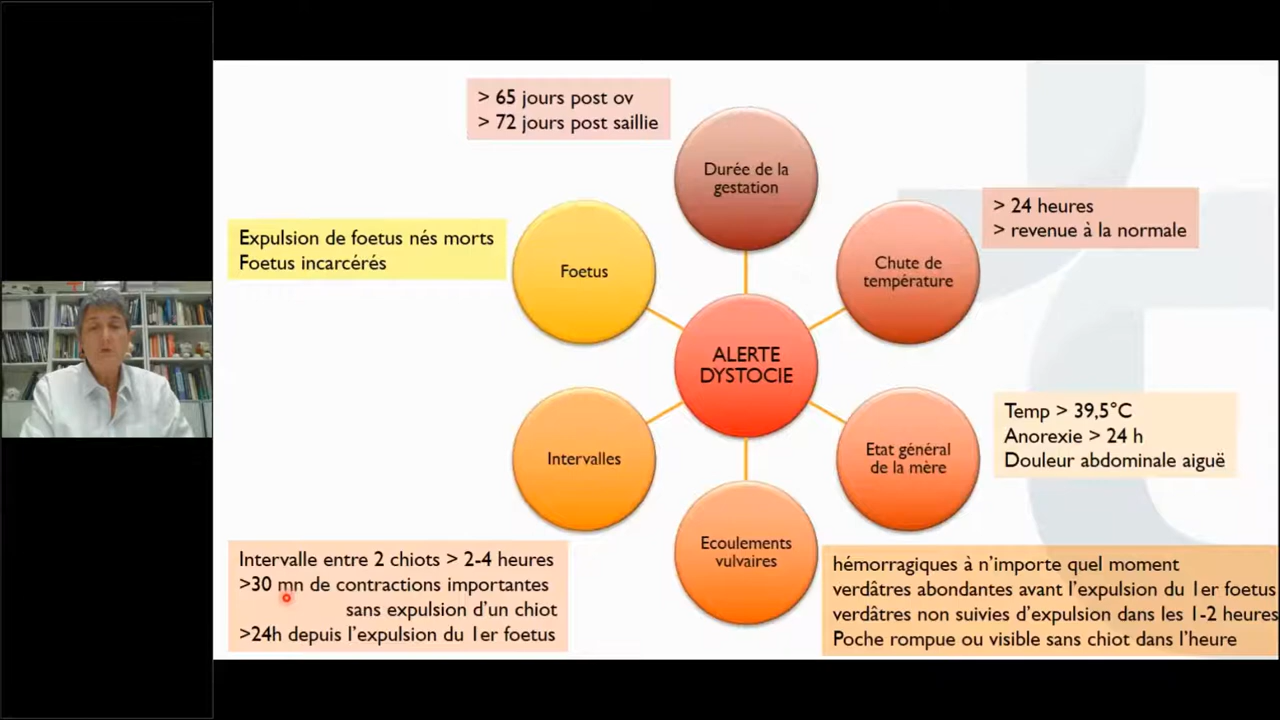 > 65 jours post ov
> 72 jours post saillie
Durée de la
gestation
> 24 heures
> revenue à la normale
Chute de
température
Expulsion de foetus nés morts
Foetus incarcérés
Foetus
ALERTE
DYSTOCIE
Temp > 39,5°C
Anorexie > 24 h
Douleur abdominale aiguë
Etat général
de la mère
Intervalles
Intervalle entre 2 chiots > 2-4 heures
>30 mn de contractions importantes
sans expulsion d'un chiot
>24h depuis l'expulsion du 1er foetus
Ecoulements
vulvaires
hémorragiques à n'importe quel moment
verdâtres abondantes avant l'expulsion du 1er foetus
verdâtres non suivies d'expulsion dans les 1-2 heures
Poche rompue ou visible sans chiot dans l'heure